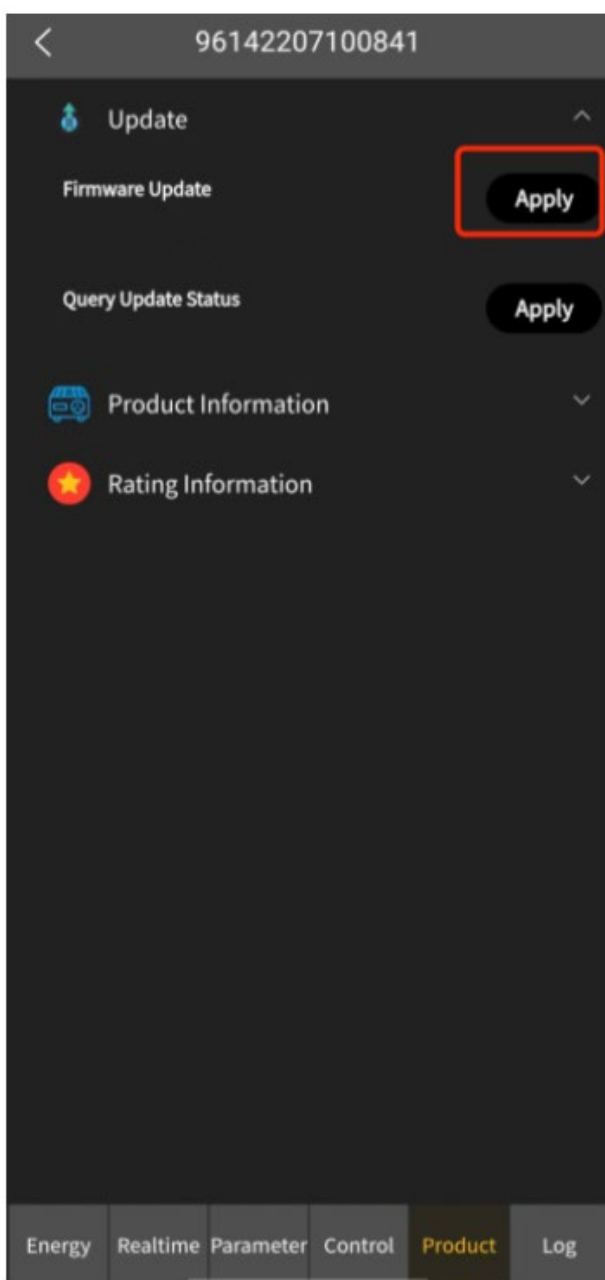 96142207100841
Update
Firmware Update Apply
Query Update Status Apply
Product Information
Rating Information
Energy Realtime Parameter Control Product Log